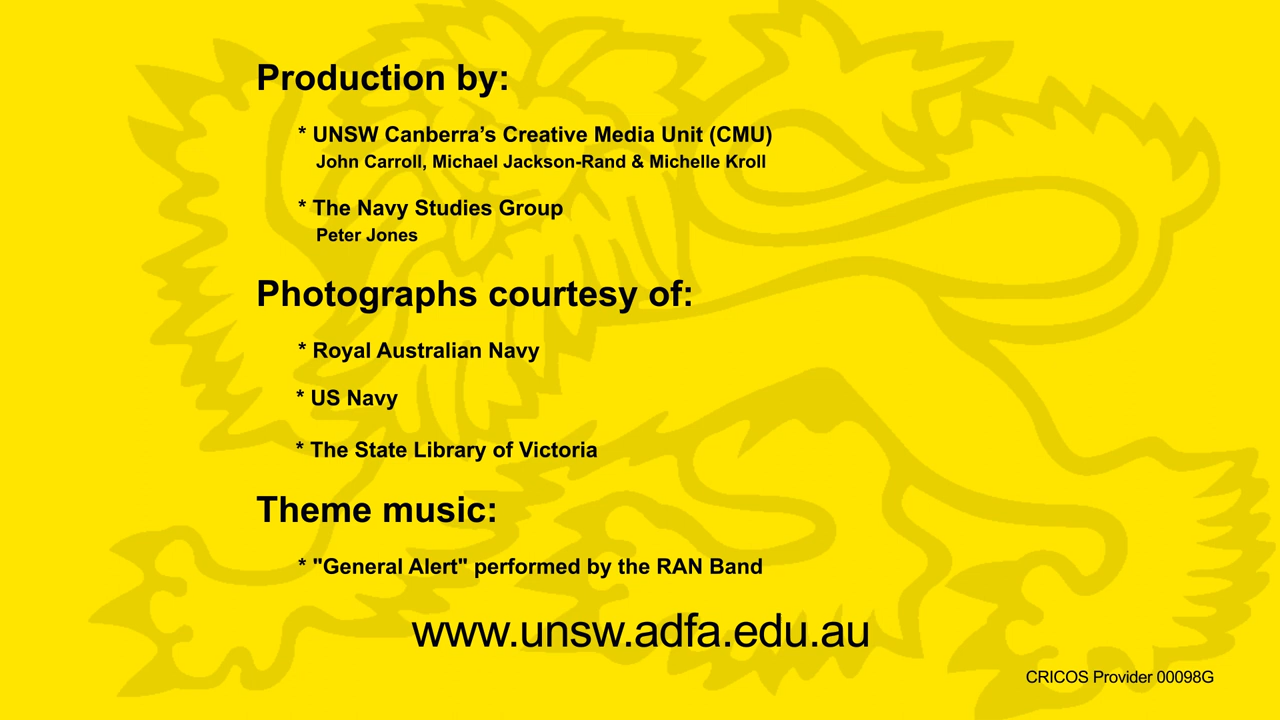 Production by:
* UNSW Canberra’s Creative Media Unit (CMU)
John Carroll, Michael Jackson-Rand & Michelle Kroll
* The Navy Studies Group
Peter Jones
Photographs courtesy of:
* Royal Australian Navy
* US Navy
* The State Library of Victoria
Theme music:
* "General Alert" performed by the RAN Band
www.unsw.adfa.edu.au
CRICOS Provider 00098G